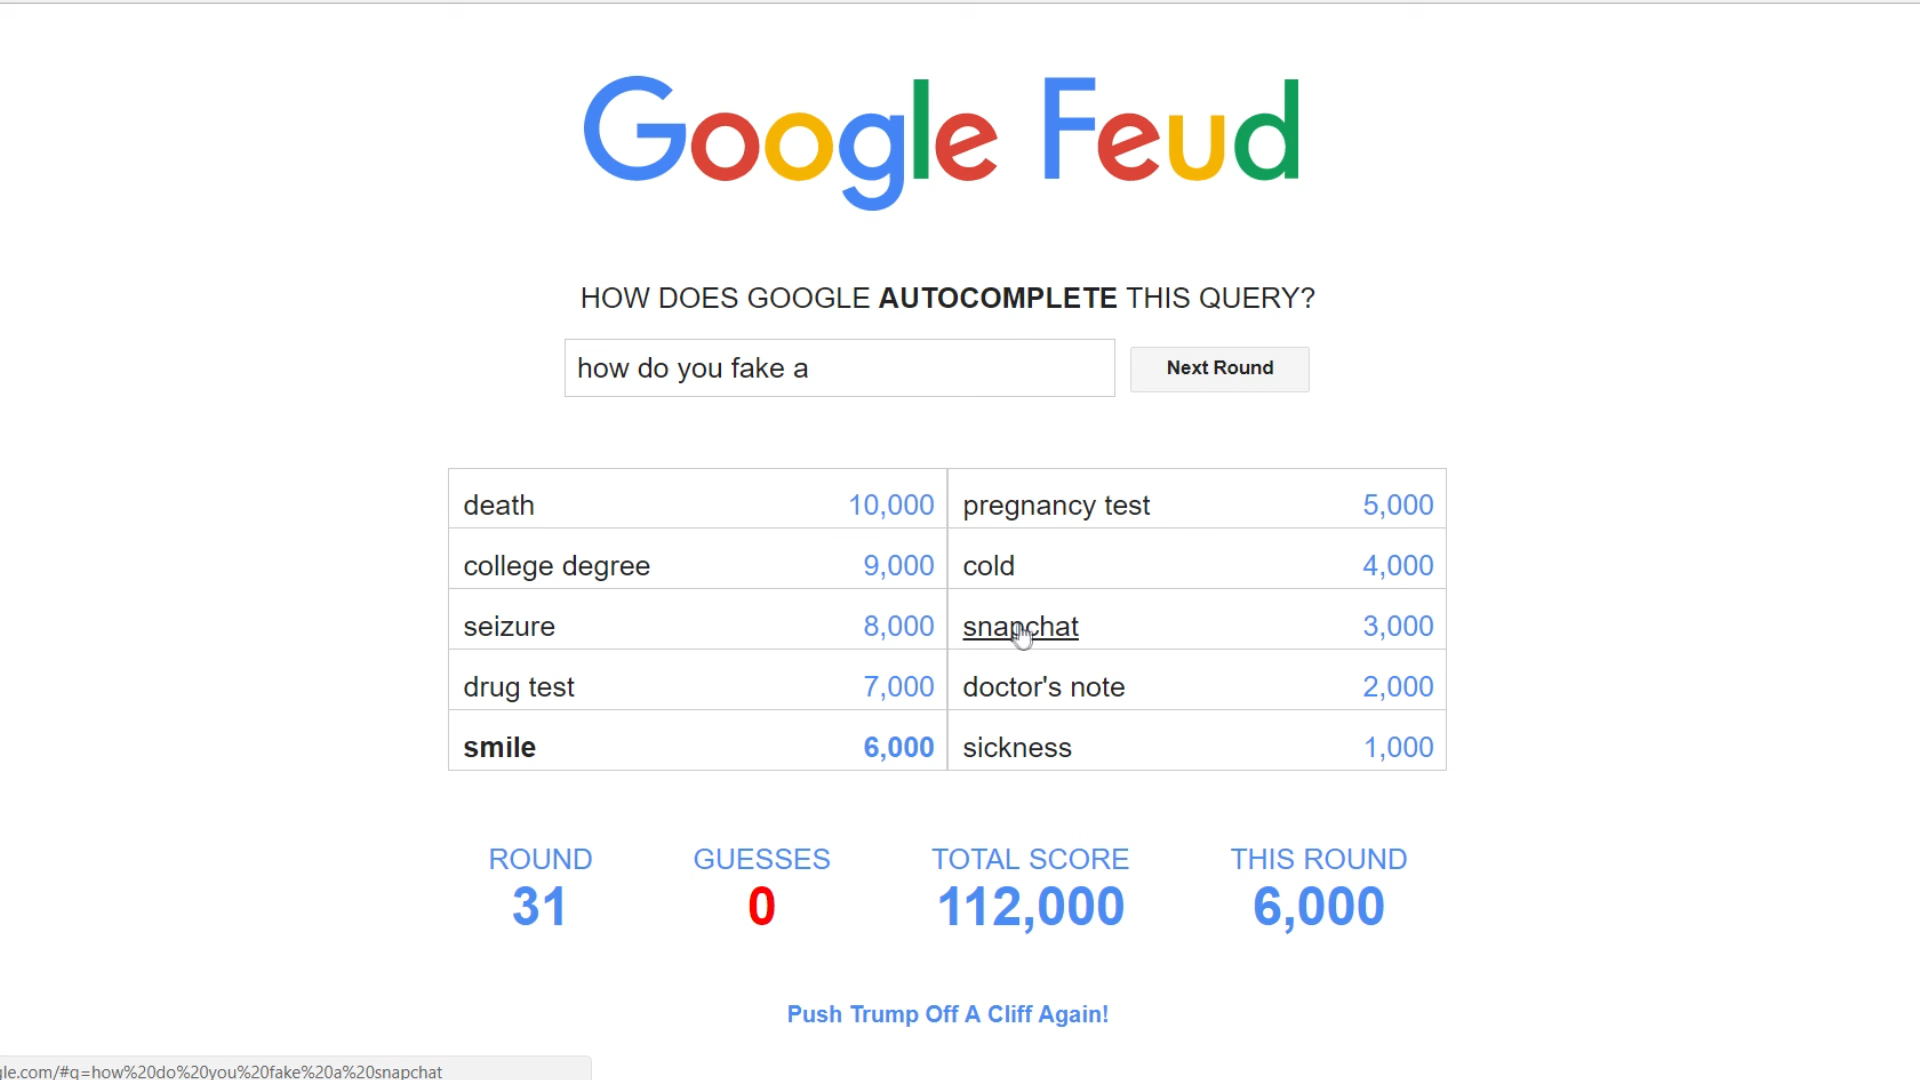 Google Feud
HOW DOES GOOGLE AUTOCOMPLETE THIS QUERY?
how do you fake a
Next Round
death 10,000
college degree 9,000
seizure 8,000
drug test 7,000
smile 6,000
pregnancy test 5,000
cold 4,000
snapchat 3,000
doctor's note 2,000
sickness 1,000
ROUND
31
GUESSES
0
TOTAL SCORE
112,000
THIS ROUND
6,000
Push Trump Off A Cliff Again!
gle.com/#q=how%20do%20you%20fake%20a%20snapchat